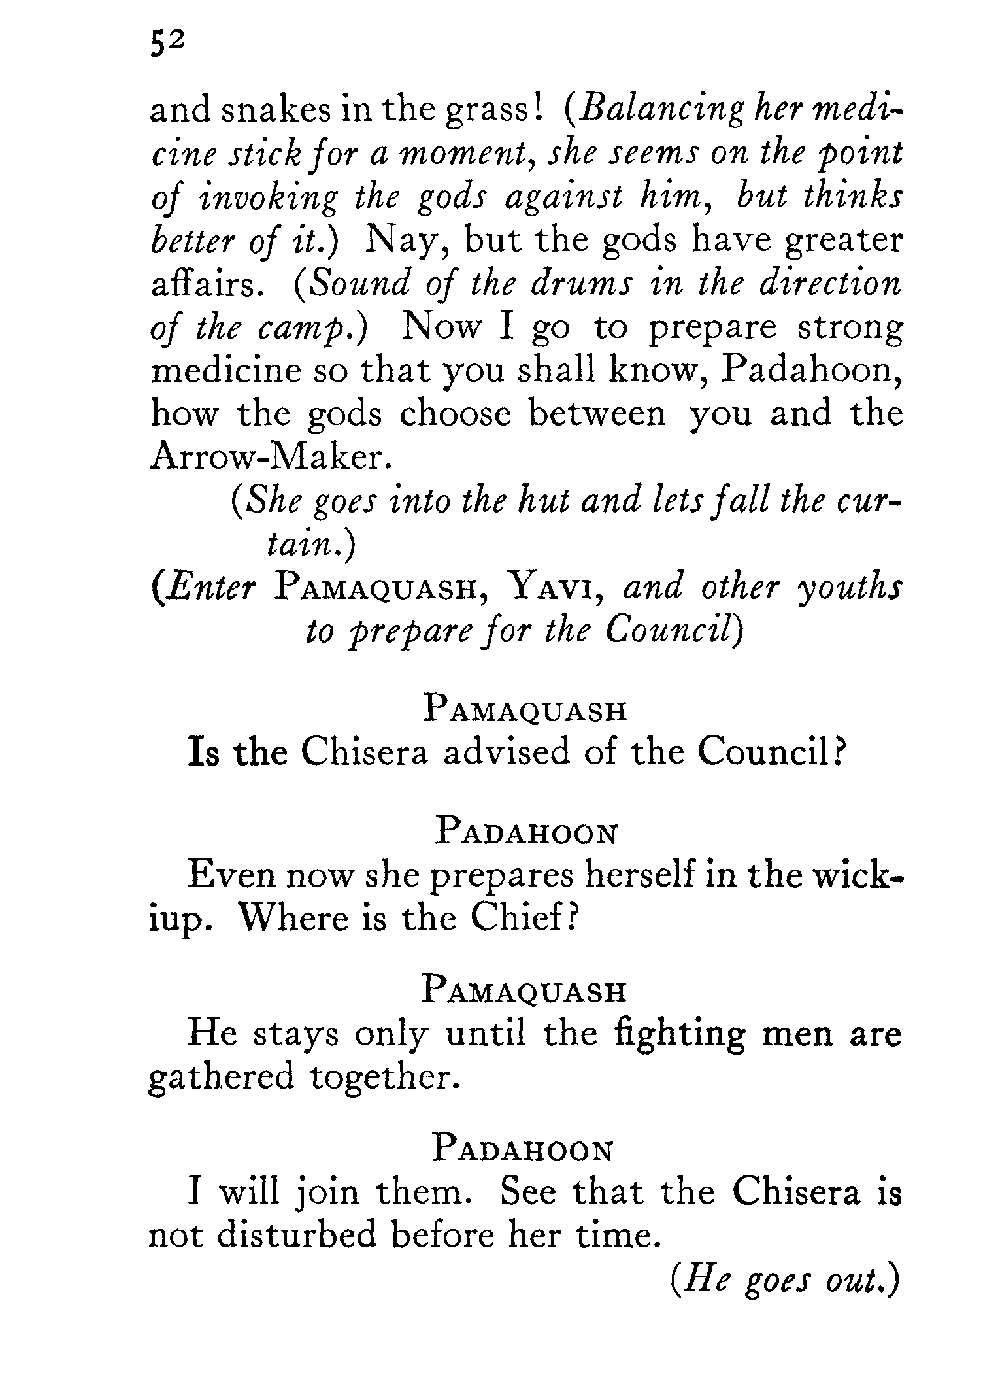 52
and snakes in the grass! (Balancing her medi-
cine stick for a moment, she seems on the point
of invoking the gods against him, but thinks
better of it.) Nay, but the gods have greater
affairs. (Sound of the drums in the direction
of the camp.) Now I go to prepare strong
medicine so that you shall know, Padahoon,
how the gods choose between you and the
Arrow-Maker.
(She goes into the hut and lets fall the cur-
tain.)
(Enter PAMAQUASH, YAVI, and other youths
to prepare for the Council)
PAMAQUASH
Is the Chisera advised of the Council?
PADAHOON
Even now she prepares herself in the wick-
iup. Where is the Chief?
PAMAQUASH
He stays only until the fighting men are
gathered together.
PADAHOON
I will join them. See that the Chisera is
not disturbed before her time.
(He goes out.)